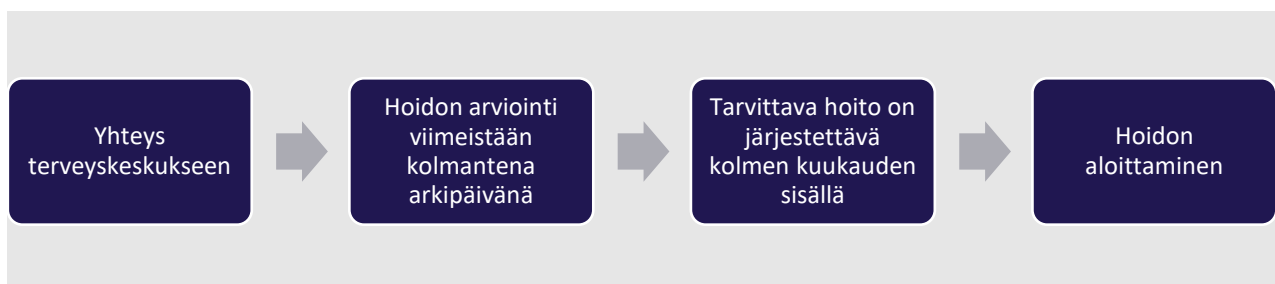 Yhteys
terveyskeskukseen
Hoidon arviointi
viimeistään
kolmantena
arkipäivänä
Tarvittava hoito on
järjestettävä
kolmen kuukauden
sisällä
Hoidon
aloittaminen